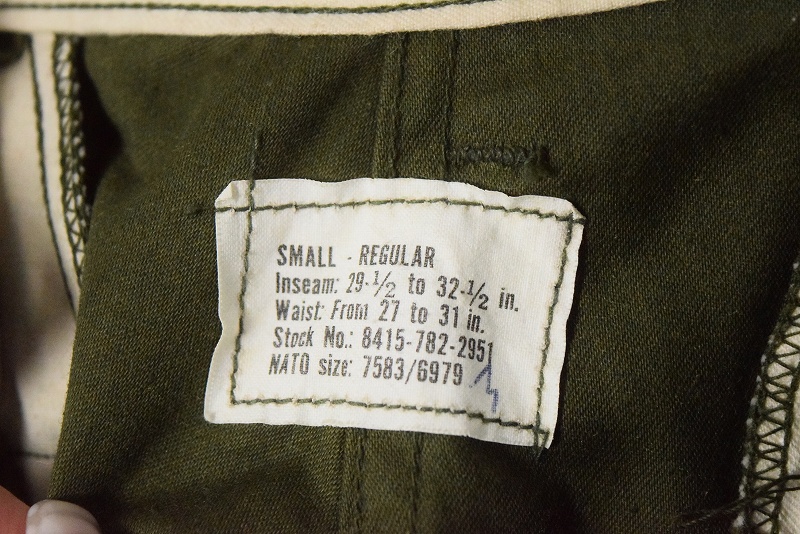 SMALL - REGULAR
Inseam: 29-1/2 to 32-1/2 in.
Waist: From 27 to 31 in.
Stock No.: 8415-782-2951
NATO size: 7583/6979